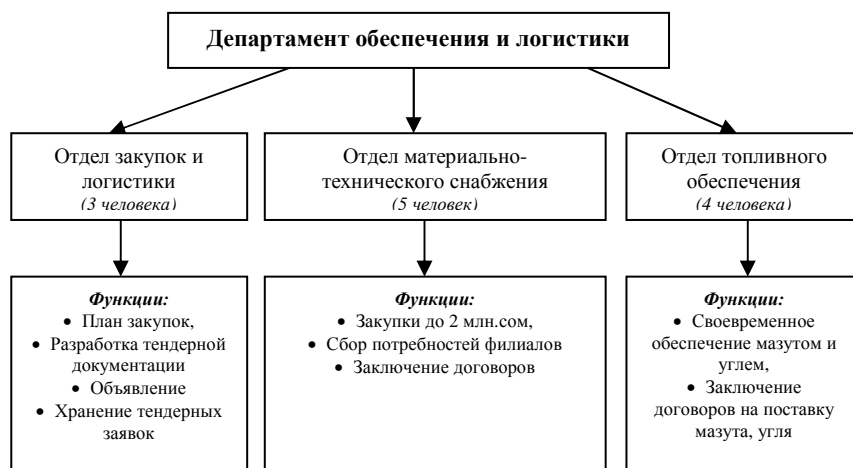 Департамент обеспечения и логистики
Отдел закупок и
логистики
(3 человека)
Отдел материально-
технического снабжения
(5 человек)
Отдел топливного
обеспечения
(4 человека)
Функции:
• План закупок,
• Разработка тендерной
документации
• Объявление
• Хранение тендерных
заявок
Функции:
• Закупки до 2 млн.сом,
• Сбор потребностей филиалов
• Заключение договоров
Функции:
• Своевременное
обеспечение мазутом и
углем,
• Заключение
договоров на поставку
мазута, угля